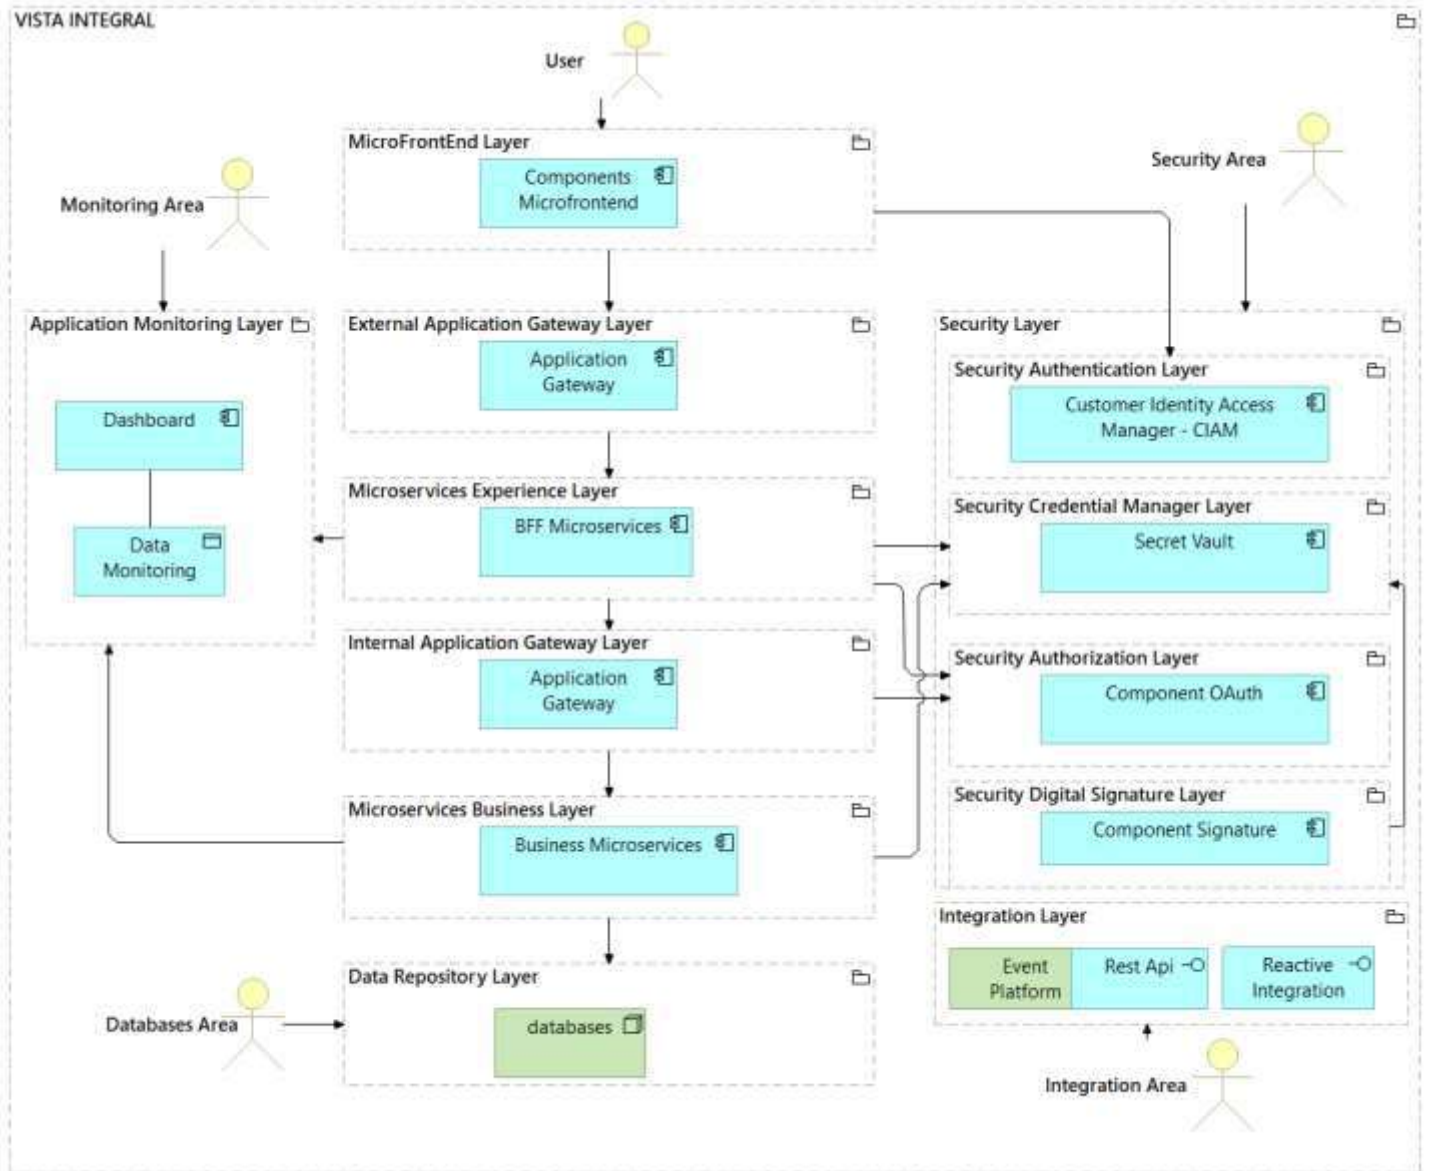 VISTA INTEGRAL
User
MicroFrontEnd Layer
Components
Microfrontend
Security Area
Monitoring Area
Application Monitoring Layer
Dashboard
Data
Monitoring
External Application Gateway Layer
Application
Gateway
Microservices Experience Layer
BFF Microservices
Internal Application Gateway Layer
Application
Gateway
Microservices Business Layer
Business Microservices
Data Repository Layer
databases
Databases Area
Security Layer
Security Authentication Layer
Customer Identity Access
Manager - CIAM
Security Credential Manager Layer
Secret Vault
Security Authorization Layer
Component OAuth
Security Digital Signature Layer
Component Signature
Integration Layer
Event
Platform
Rest Api
Reactive
Integration
Integration Area